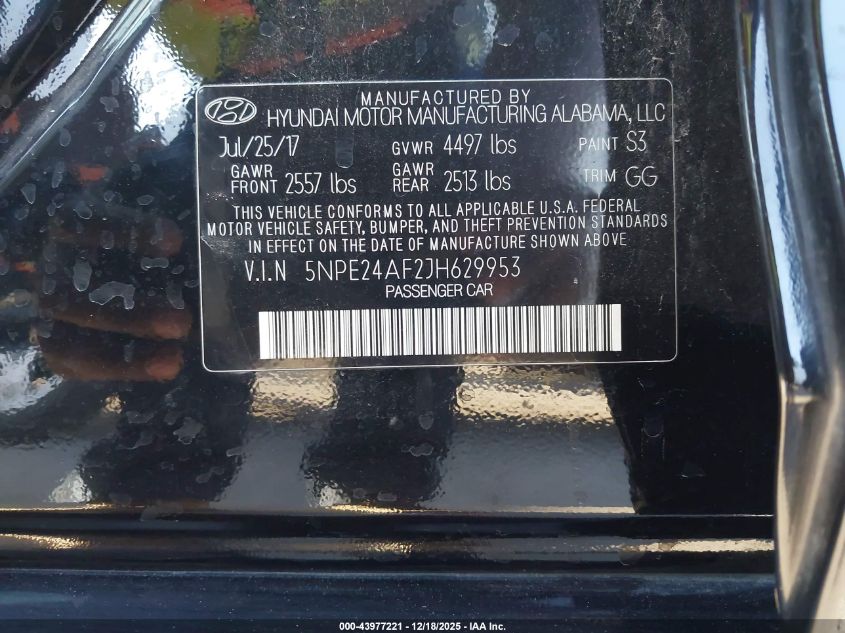 MANUFACTURED BY
HYUNDAI MOTOR MANUFACTURING ALABAMA, LLC
Jul/25/17 GVWR 4497 lbs PAINT S3
GAWR FRONT 2557 lbs GAWR REAR 2513 lbs TRIM GG
THIS VEHICLE CONFORMS TO ALL APPLICABLE U.S.A. FEDERAL
MOTOR VEHICLE SAFETY, BUMPER, AND THEFT PREVENTION STANDARDS
IN EFFECT ON THE DATE OF MANUFACTURE SHOWN ABOVE
V.I.N 5NPE24AF2JH629953
PASSENGER CAR
000-43977221 - 12/18/2025 - IAA Inc.